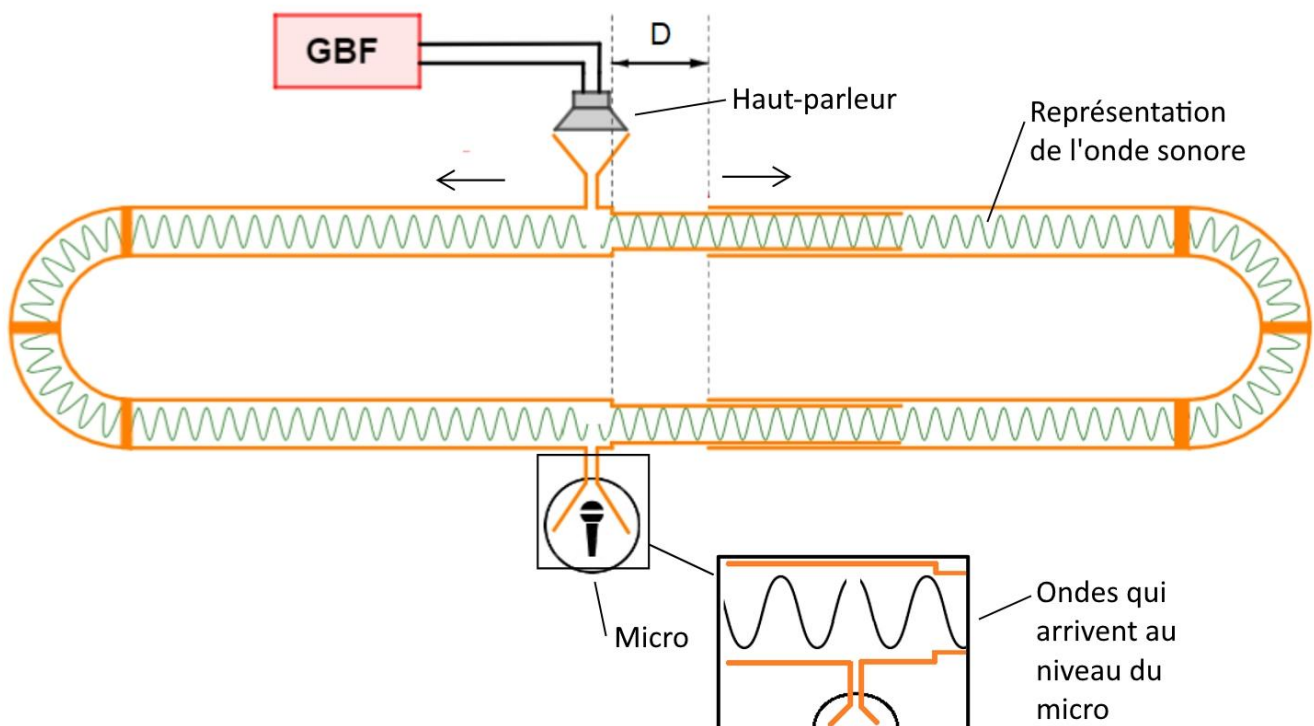 GBF
D
Haut-parleur
Représentation
de l'onde sonore
Micro
Ondes qui
arrivent au
niveau du
micro